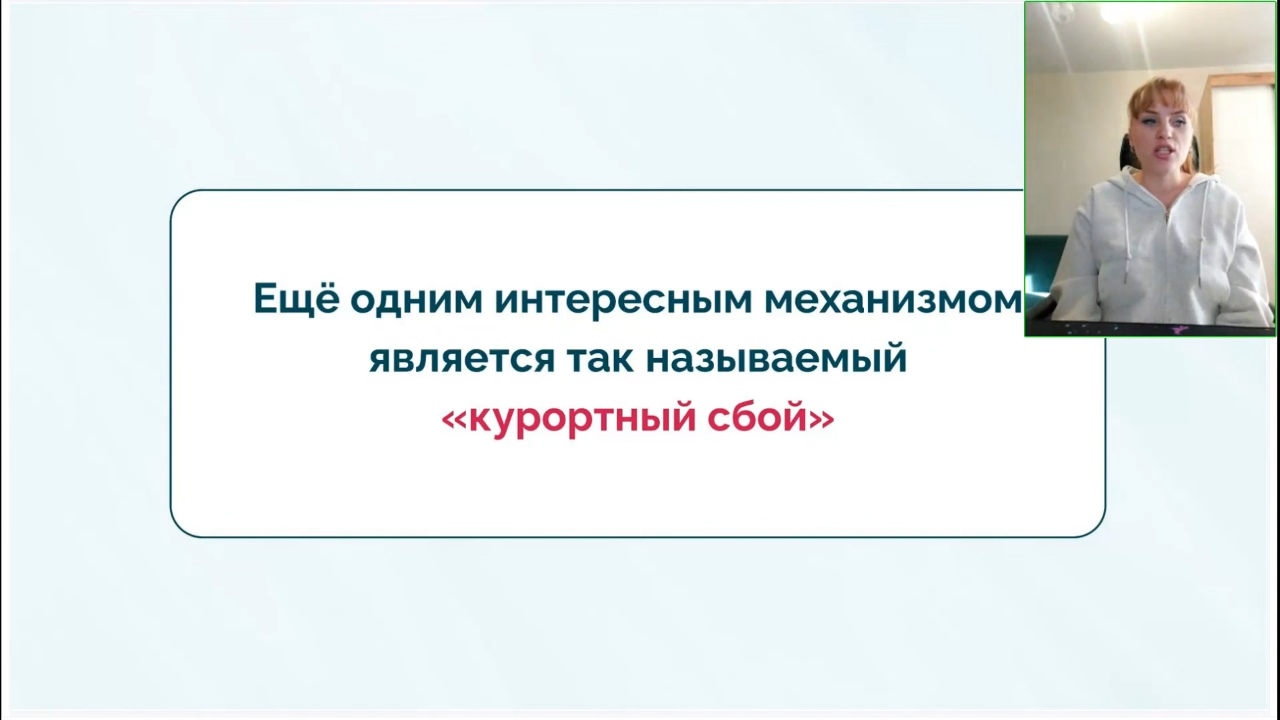 Ещё одним интересным механизмом
является так называемый
«курортный сбой»